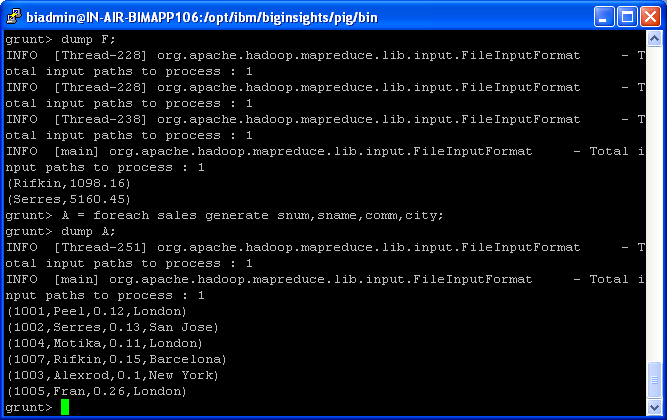 biadmin@IN-AIR-BIMAPP106:/opt/ibm/biginsights/pig/bin
grunt> dump F;
INFO  [Thread-228] org.apache.hadoop.mapreduce.lib.input.FileInputFormat     - T
otal input paths to process : 1
INFO  [Thread-228] org.apache.hadoop.mapreduce.lib.input.FileInputFormat     - T
otal input paths to process : 1
INFO  [Thread-238] org.apache.hadoop.mapreduce.lib.input.FileInputFormat     - T
otal input paths to process : 1
INFO  [main] org.apache.hadoop.mapreduce.lib.input.FileInputFormat     - Total i
nput paths to process : 1
(Rifkin,1098.16)
(Serres,5160.45)
grunt> A = foreach sales generate snum,sname,comm,city;
grunt> dump A;
INFO  [Thread-251] org.apache.hadoop.mapreduce.lib.input.FileInputFormat     - T
otal input paths to process : 1
INFO  [main] org.apache.hadoop.mapreduce.lib.input.FileInputFormat     - Total i
nput paths to process : 1
(1001,Peel,0.12,London)
(1002,Serres,0.13,San Jose)
(1004,Motika,0.11,London)
(1007,Rifkin,0.15,Barcelona)
(1003,Alexrod,0.1,New York)
(1005,Fran,0.26,London)
grunt>